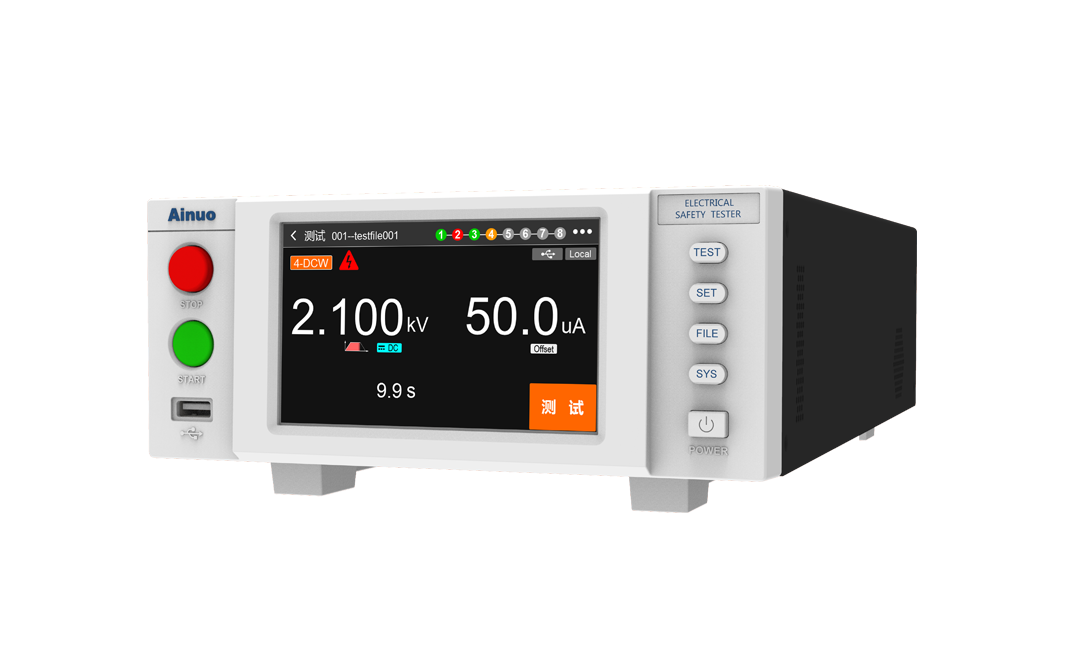 Ainuo
STOP
START
测试 001--testfile001
1 2 3 4 5 6 7 8
Local
4-DCW
2.100 kV
50.0 uA
DC
Offset
9.9 s
测 试
ELECTRICAL
SAFETY TESTER
TEST
SET
FILE
SYS
POWER